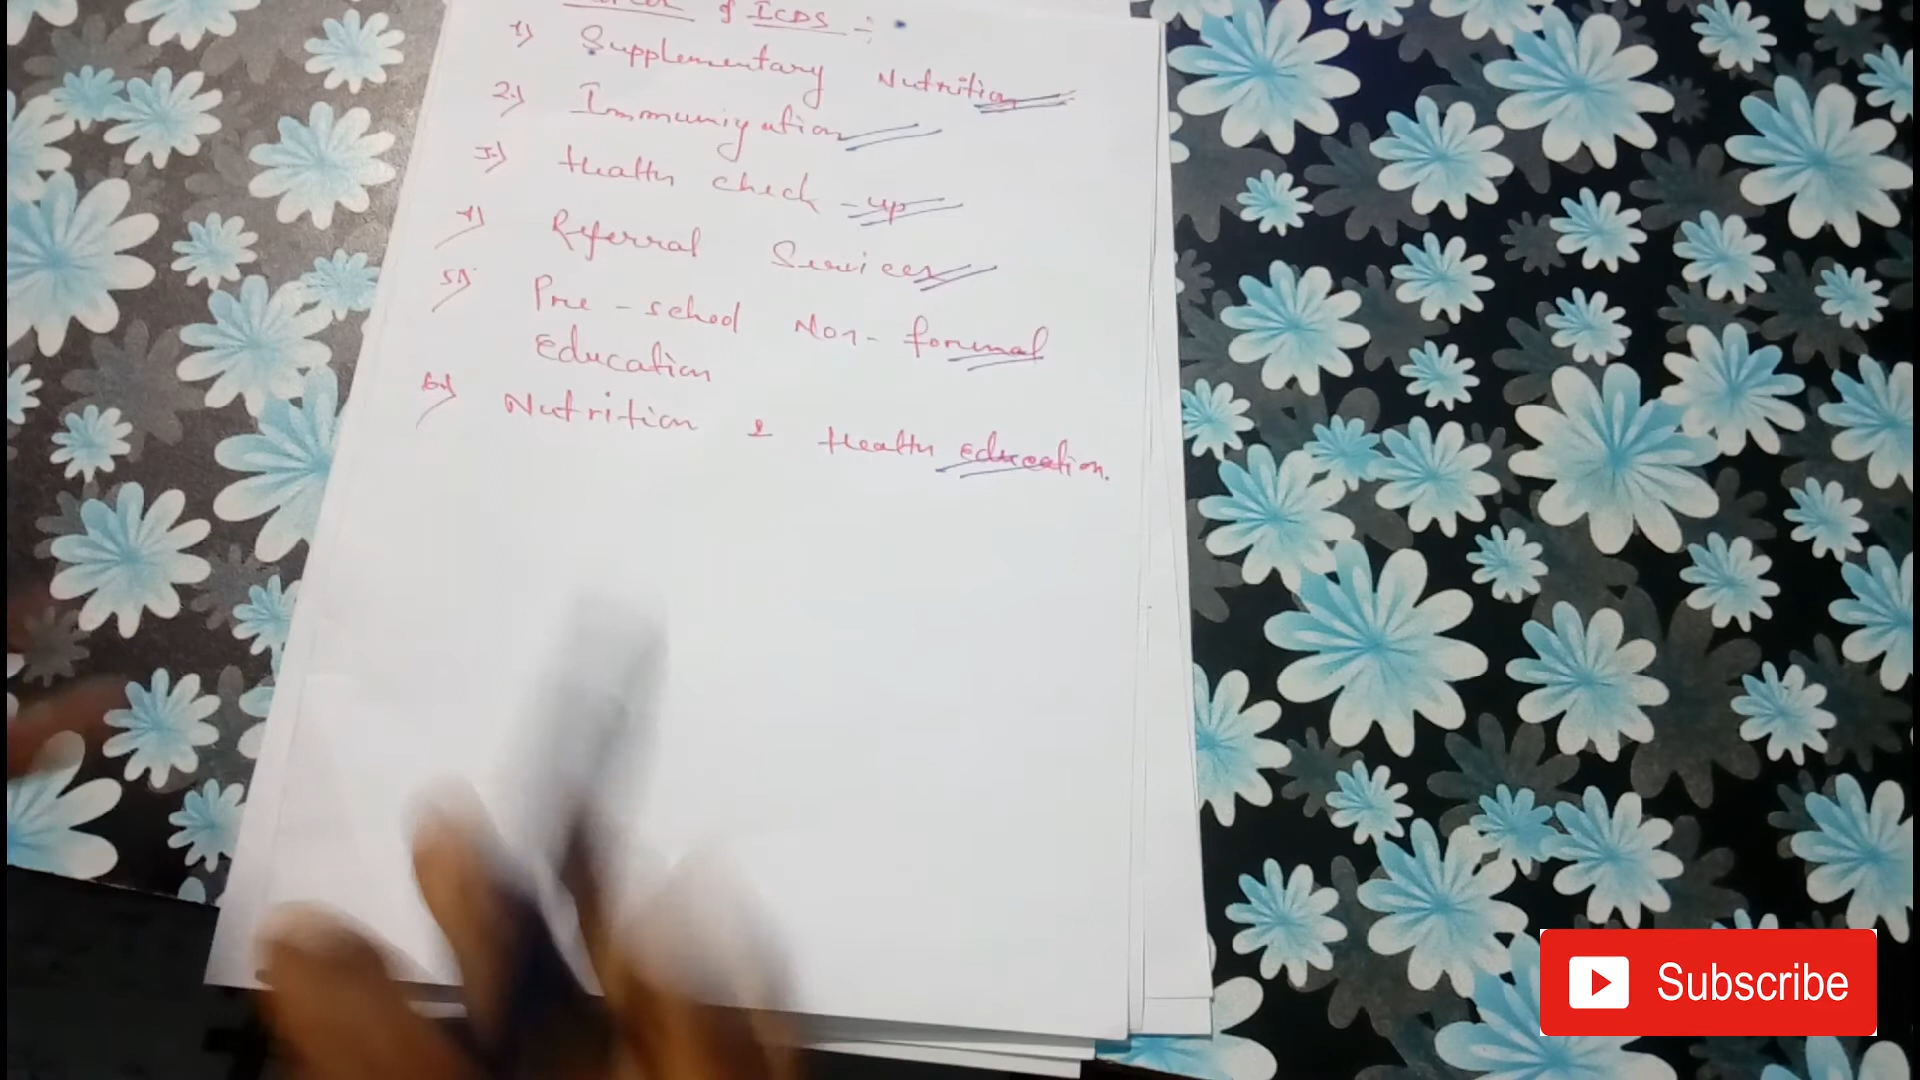 of ICDS :-
1) Supplementary Nutrition
2.) Immunization
3.) Health check-up
4) Referral Services
5). Pre-school Non-formal
education
6.) Nutrition & Health education.
Subscribe